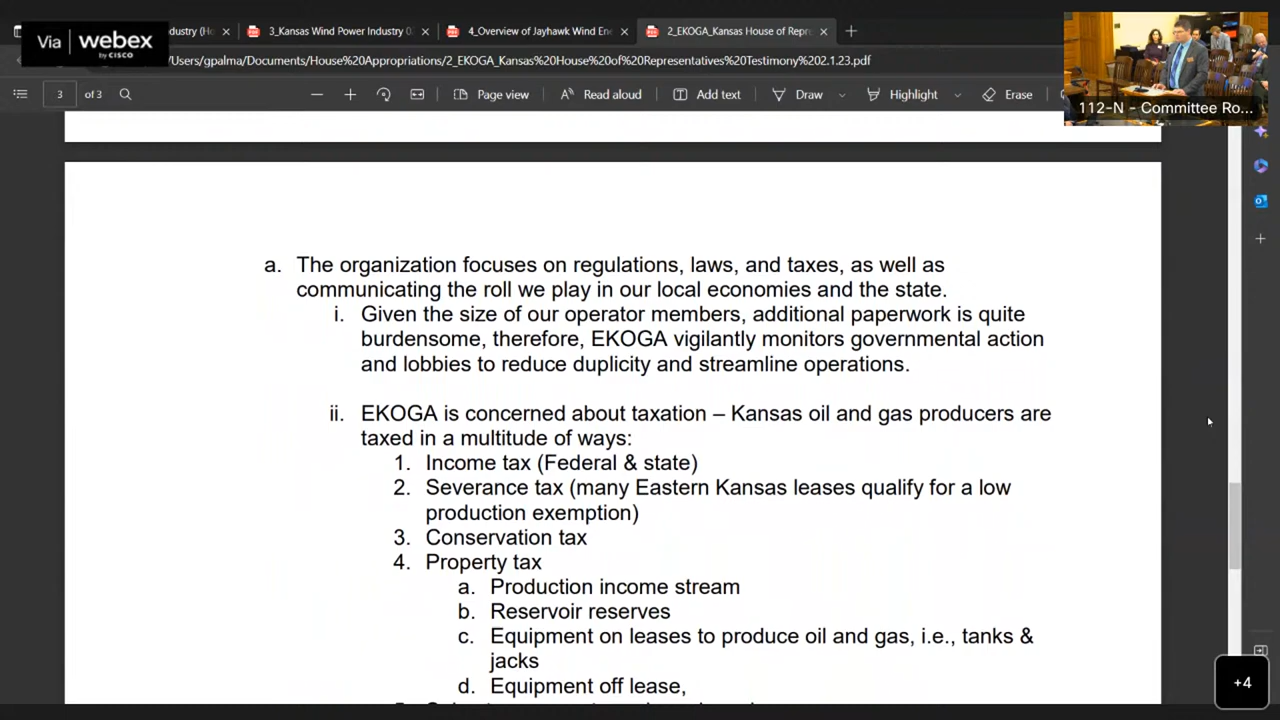 Via webex
by CISCO
industry (Ho
3_Kansas Wind Power Industry 0
4_Overview of Jayhawk Wind En
2_EKOGA_Kansas House of Repr
/Users/gpalma/Documents/House%20Appropriations/2_EKOGA_Kansas%20House%20of%20Representatives%20Testimony%202.1.23.pdf
3 of 3
Page view
Read aloud
Add text
Draw
Highlight
Erase
112-N - Committee Ro...
a. The organization focuses on regulations, laws, and taxes, as well as
communicating the roll we play in our local economies and the state.
i. Given the size of our operator members, additional paperwork is quite
burdensome, therefore, EKOGA vigilantly monitors governmental action
and lobbies to reduce duplicity and streamline operations.
ii. EKOGA is concerned about taxation – Kansas oil and gas producers are
taxed in a multitude of ways:
1. Income tax (Federal & state)
2. Severance tax (many Eastern Kansas leases qualify for a low
production exemption)
3. Conservation tax
4. Property tax
a. Production income stream
b. Reservoir reserves
c. Equipment on leases to produce oil and gas, i.e., tanks &
jacks
d. Equipment off lease,
+4